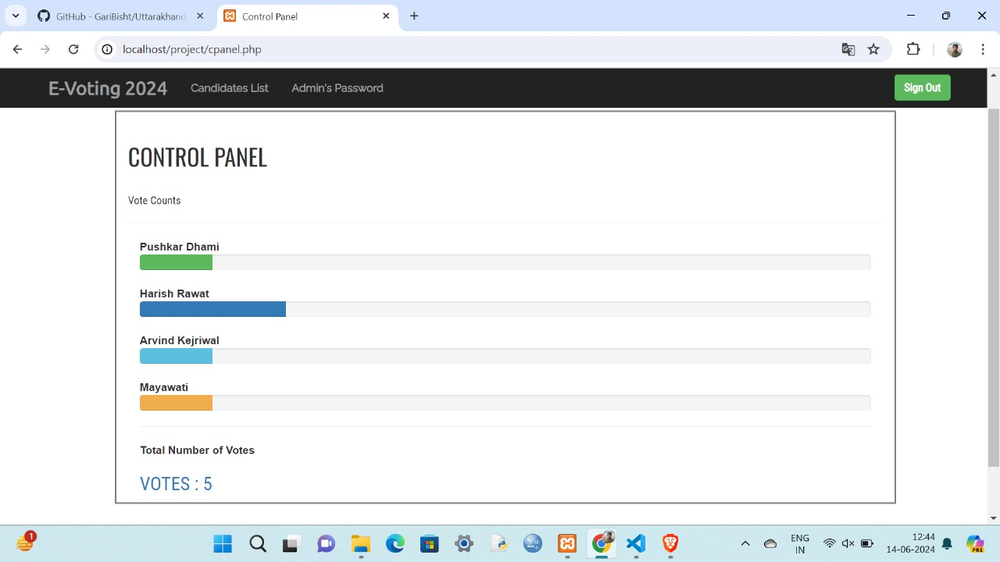 GitHub - GariBisht/Uttarakhand
Control Panel
localhost/project/cpanel.php
E-Voting 2024 Candidates List Admin's Password Sign Out
CONTROL PANEL
Vote Counts
Pushkar Dhami
Harish Rawat
Arvind Kejriwal
Mayawati
Total Number of Votes
VOTES : 5
1
ENG
IN
12:44
14-06-2024
PRE